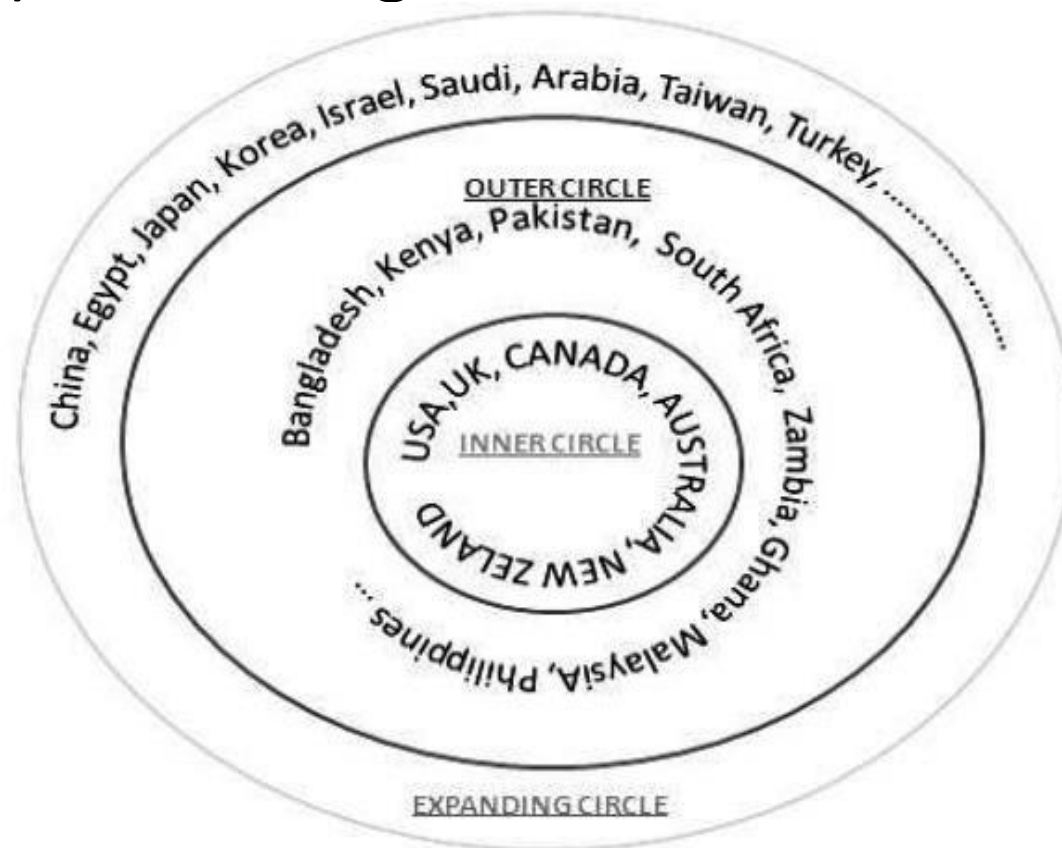 China, Egypt, Japan, Korea, Israel, Saudi, Arabia, Taiwan, Turkey, ...................
OUTER CIRCLE
Bangladesh, Kenya, Pakistan, South Africa, Zambia, Ghana, MalaysiA, Philippines ...
USA,UK, CANADA, AUSTRALIA, NEW ZELAND
INNER CIRCLE
EXPANDING CIRCLE